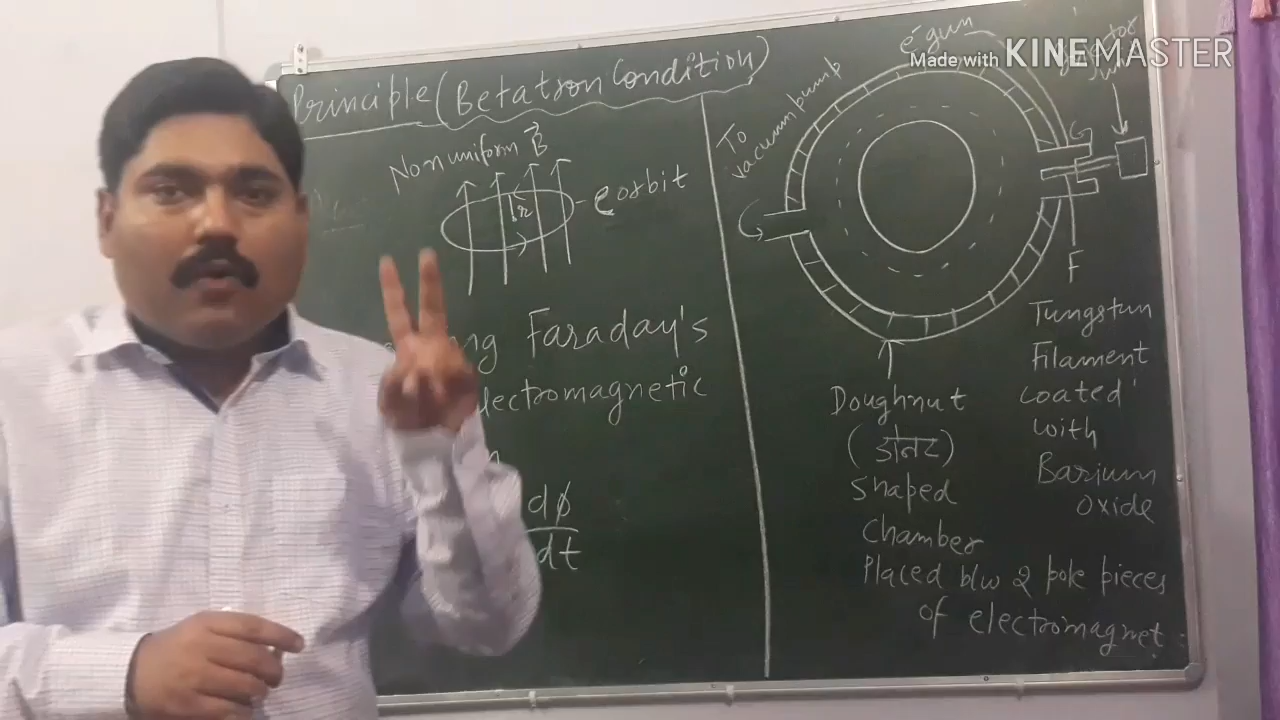 Principle (Betatron Condition)
Non uniform B⃗
r
e⁻ orbit
Faraday's
electromagnetic
dϕ
dt
e⁻gun
Made with KINEMASTER
To
vacuum pump
G
F
Doughnut
(डोनट)
shaped
Chamber
Placed b/w 2 pole pieces
of electromagnet
Tungstun
Filament
coated
with
Barium
oxide